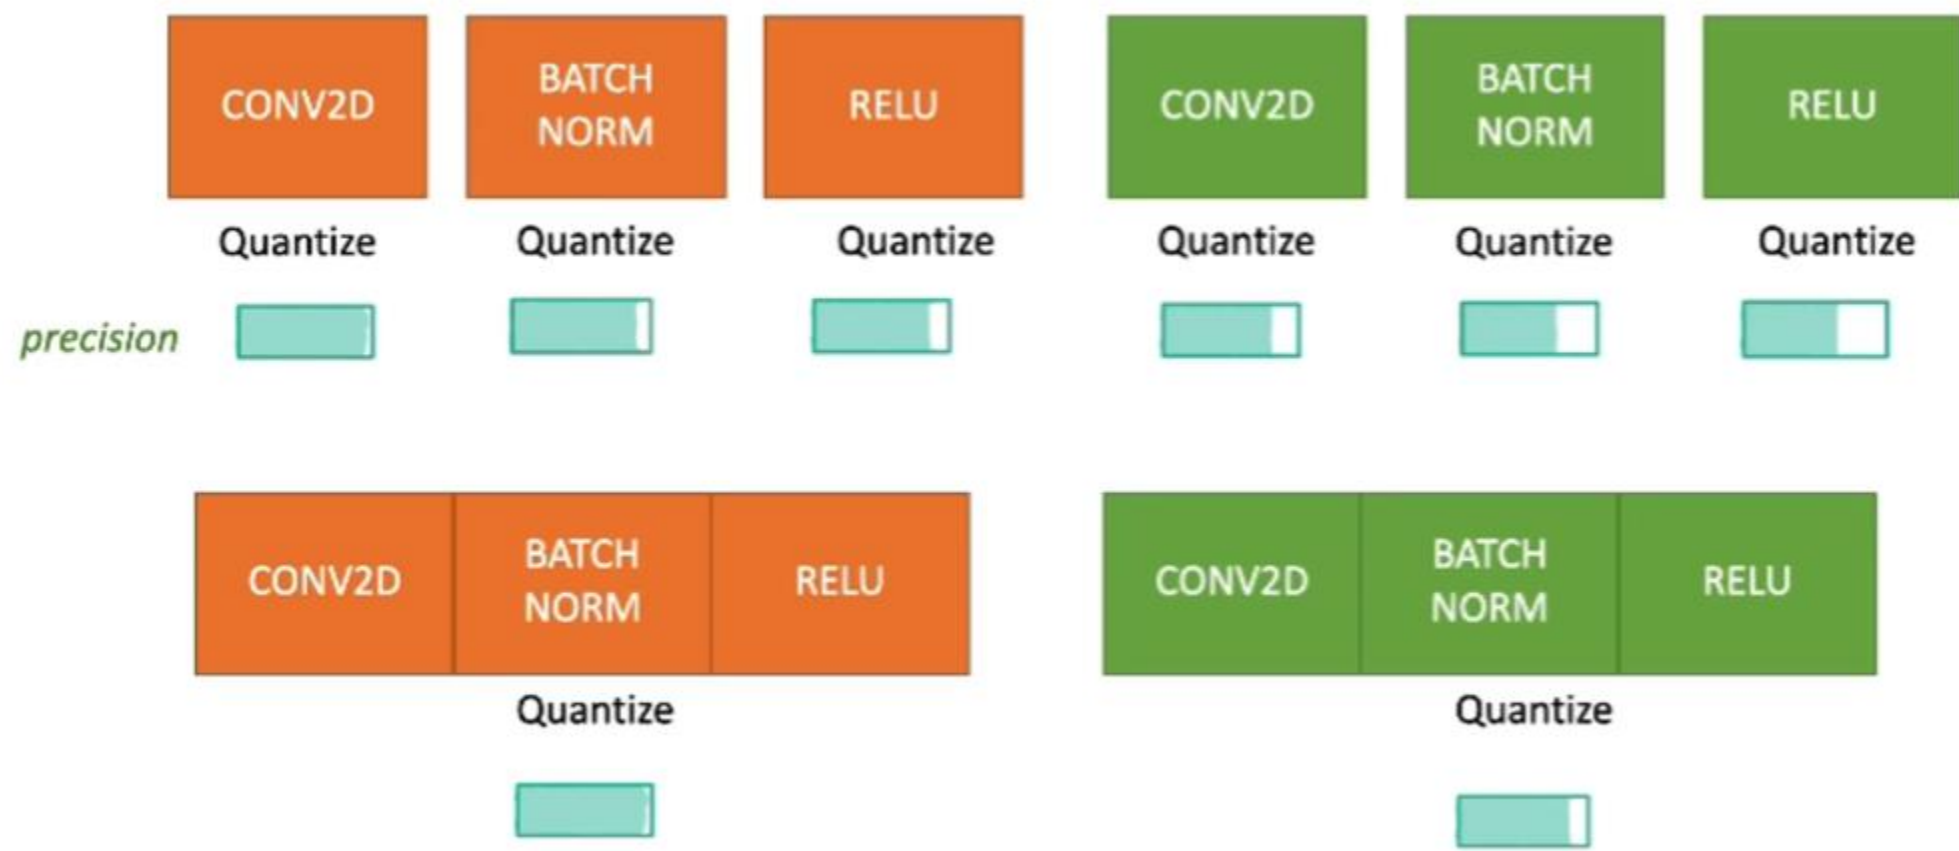 CONV2D
BATCH
NORM
RELU
CONV2D
BATCH
NORM
RELU
Quantize
Quantize
Quantize
Quantize
Quantize
Quantize
precision
CONV2D
BATCH
NORM
RELU
CONV2D
BATCH
NORM
RELU
Quantize
Quantize